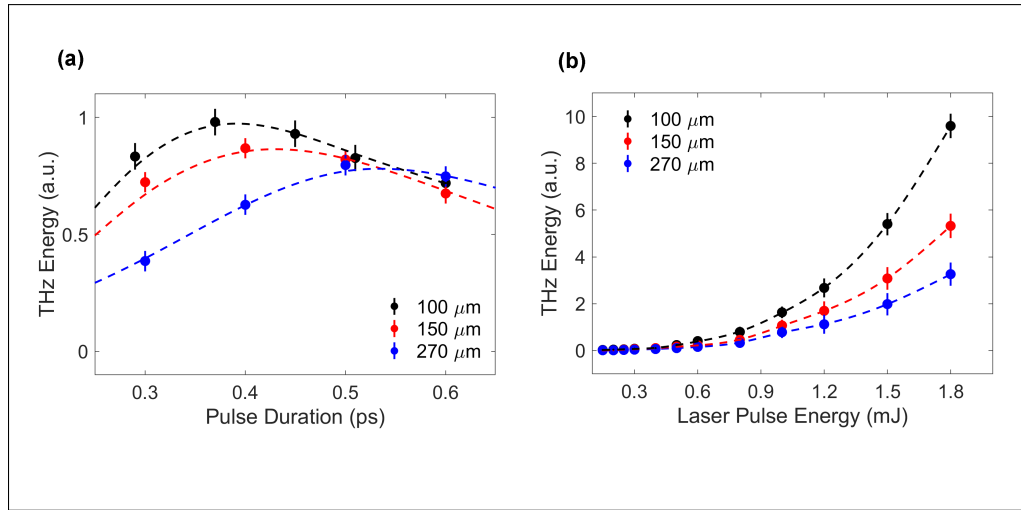 (a)
THz Energy (a.u.)
1
0.5
0
100 μm
150 μm
270 μm
0.3 0.4 0.5 0.6
Pulse Duration (ps)
(b)
THz Energy (a.u.)
10
8
6
4
2
0
100 μm
150 μm
270 μm
0.3 0.6 0.9 1.2 1.5 1.8
Laser Pulse Energy (mJ)